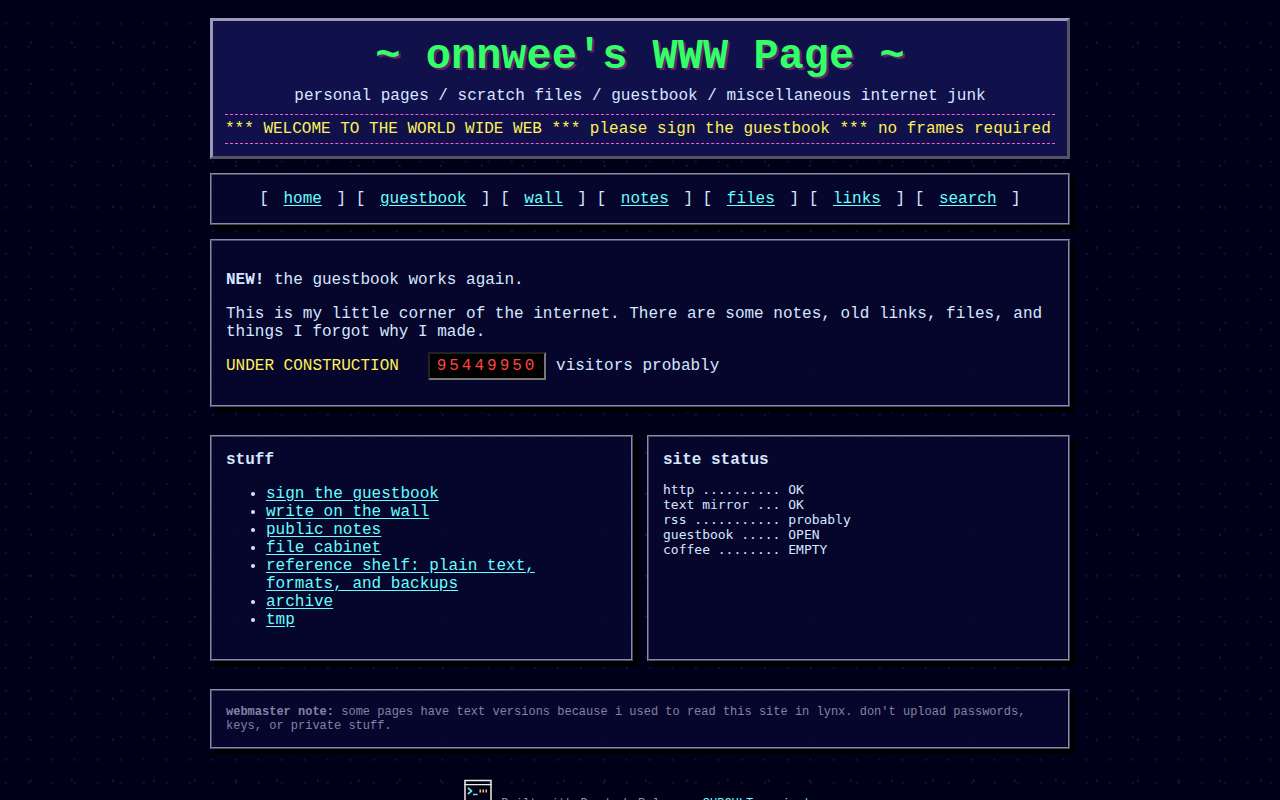 ~ onnwee's WWW Page ~
personal pages / scratch files / guestbook / miscellaneous internet junk
*** WELCOME TO THE WORLD WIDE WEB *** please sign the guestbook *** no frames required
[ home ] [ guestbook ] [ wall ] [ notes ] [ files ] [ links ] [ search ]
NEW! the guestbook works again.
This is my little corner of the internet. There are some notes, old links, files, and
things I forgot why I made.
UNDER CONSTRUCTION 95449950 visitors probably
stuff
sign the guestbook
write on the wall
public notes
file cabinet
reference shelf: plain text,
formats, and backups
archive
tmp
site status
http .......... OK
text mirror ... OK
rss ........... probably
guestbook ..... OPEN
coffee ........ EMPTY
webmaster note: some pages have text versions because i used to read this site in lynx. don't upload passwords,
keys, or private stuff.